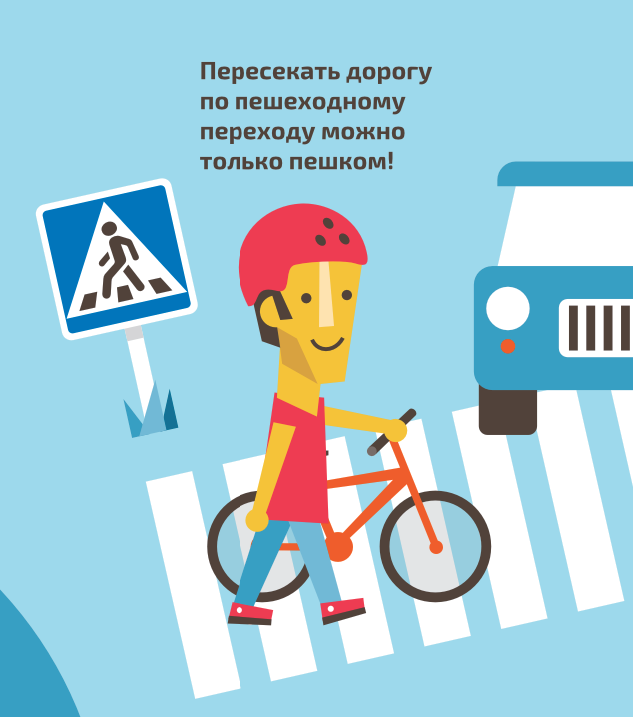 Пересекать дорогу
по пешеходному
переходу можно
только пешком!